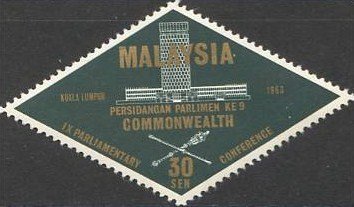 MALAYSIA
KUALA LUMPUR 1963
PERSIDANGAN PARLIMEN KE 9
COMMONWEALTH
IX PARLIAMENTARY CONFERENCE
30
SEN